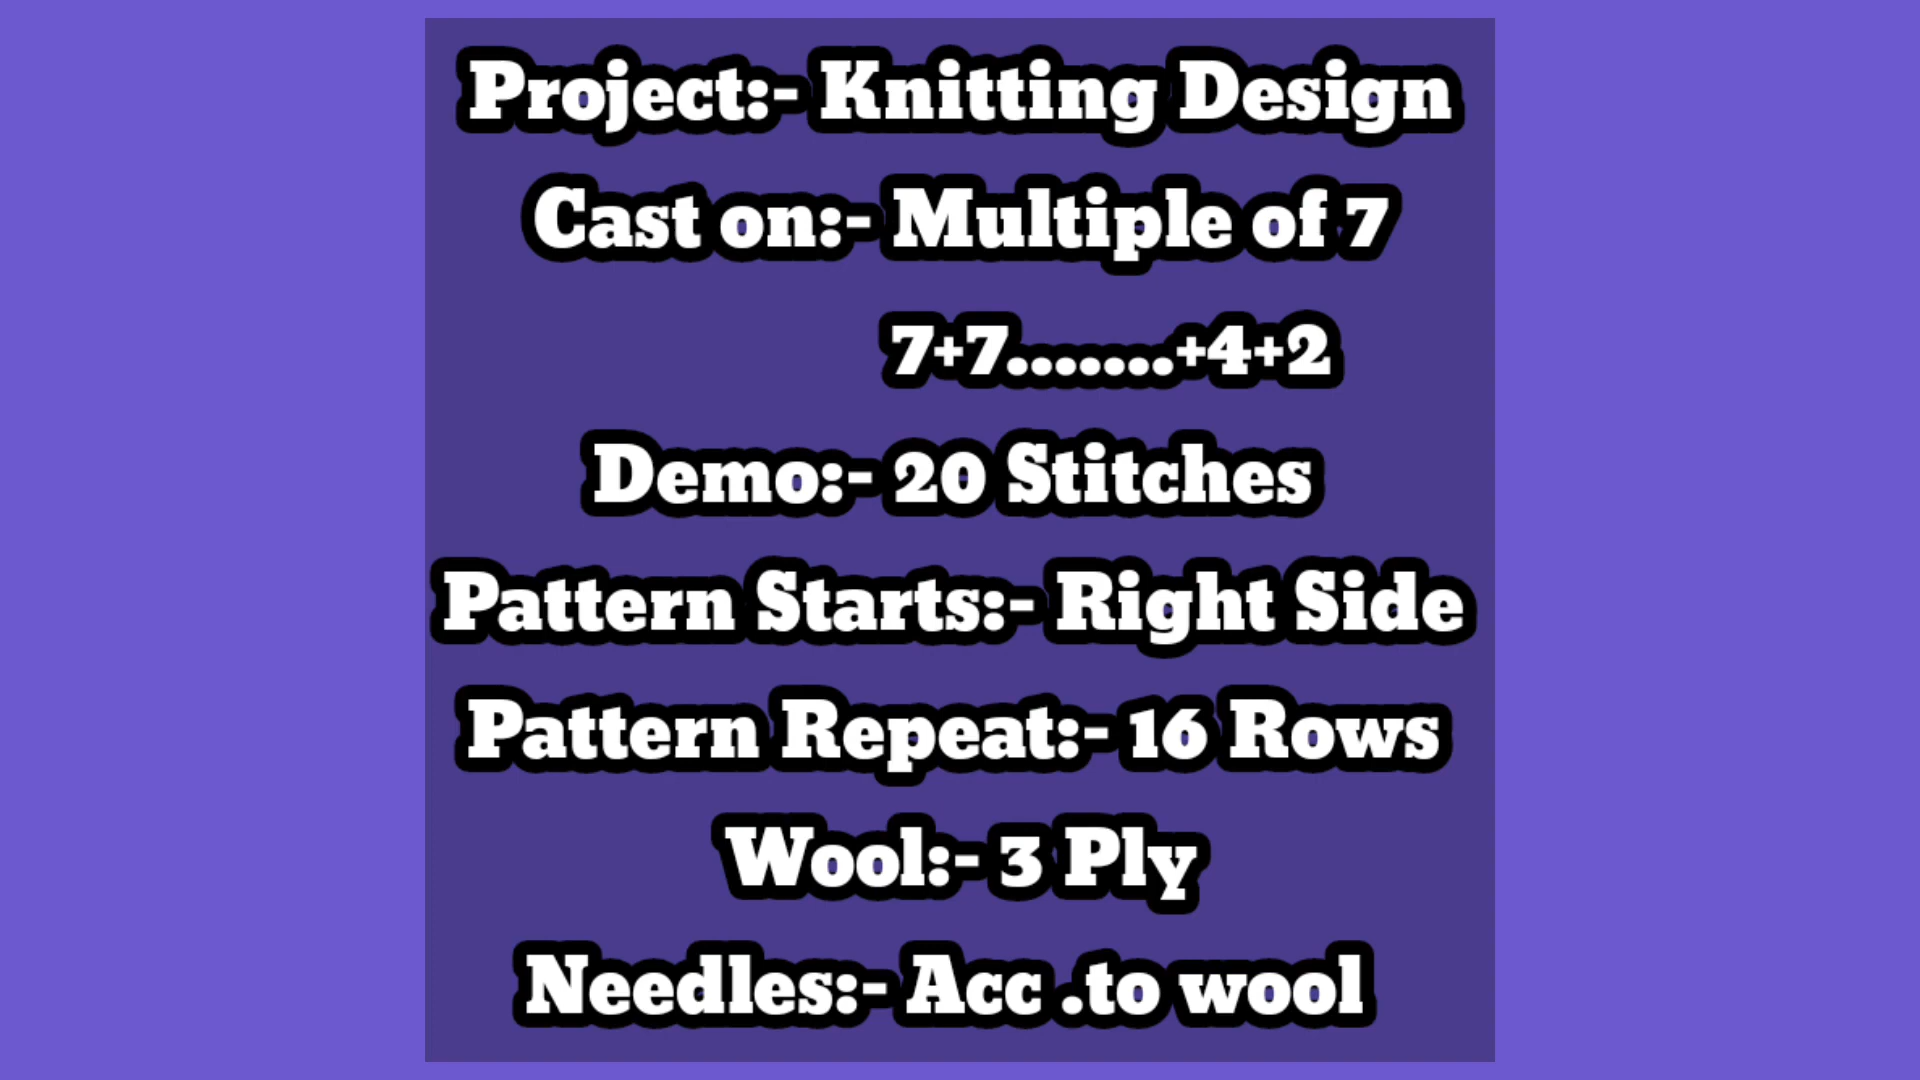 Project:- Knitting Design
Cast on:- Multiple of 7
7+7.......+4+2
Demo:- 20 Stitches
Pattern Starts:- Right Side
Pattern Repeat:- 16 Rows
Wool:- 3 Ply
Needles:- Acc .to wool